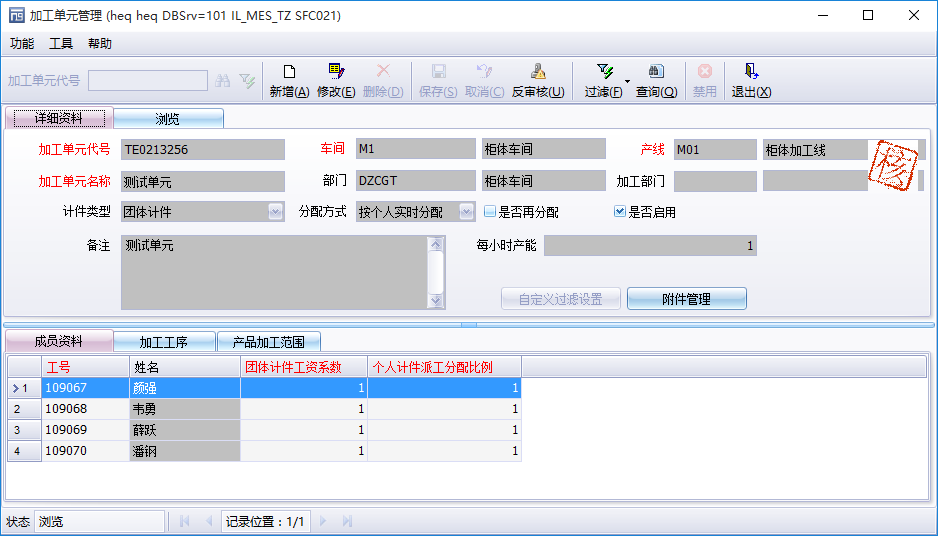 加工单元管理 (heq heq DBSrv=101 IL_MES_TZ SFC021)
功能 工具 帮助
加工单元代号 新增(A) 修改(E) 删除(D) 保存(S) 取消(C) 反审核(U) 过滤(F) 查询(Q) 禁用 退出(X)
详细资料 浏览
加工单元代号 TE0213256 车间 M1 柜体车间 产线 M01 柜体加工线
核
加工单元名称 测试单元 部门 DZCGT 柜体车间 加工部门
计件类型 团体计件 分配方式 按个人实时分配 是否再分配 是否启用
备注 测试单元 每小时产能 1
自定义过滤设置 附件管理
成员资料 加工工序 产品加工范围
工号 姓名 团体计件工资系数 个人计件派工分配比例
1 109067 颜强 1 1
2 109068 韦勇 1 1
3 109069 薛跃 1 1
4 109070 潘钢 1 1
状态 浏览 记录位置：1/1